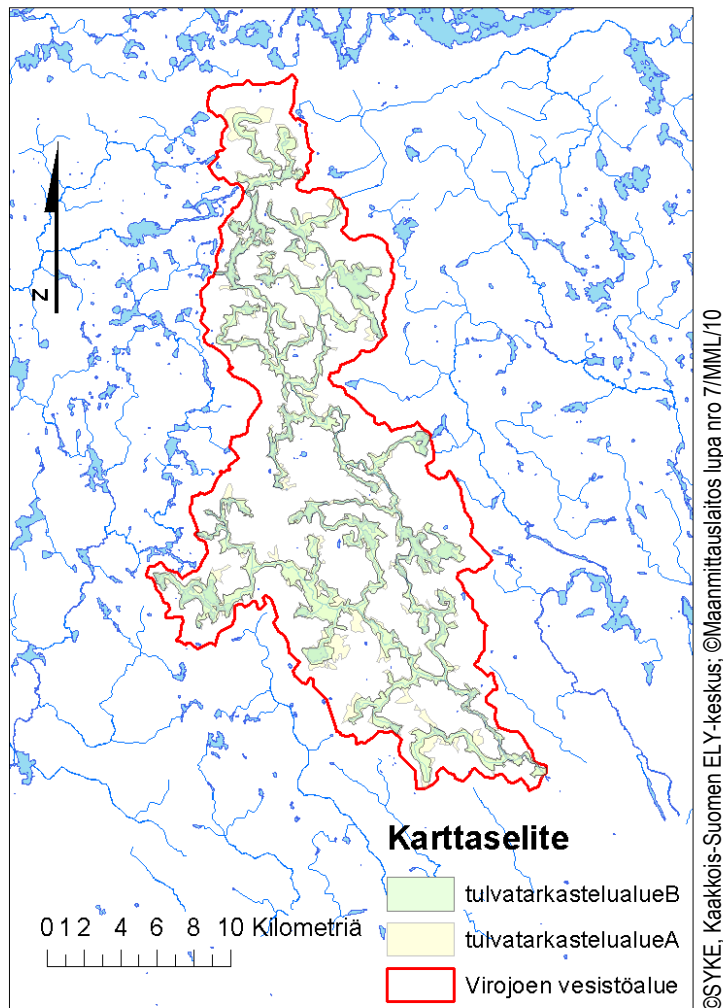 N
Karttaselite
tulvatarkastelualueB
tulvatarkastelualueA
Virojoen vesistöalue
0 1 2 4 6 8 10 Kilometriä
©SYKE, Kaakkois-Suomen ELY-keskus; ©Maanmittauslaitos lupa nro 7/MML/10